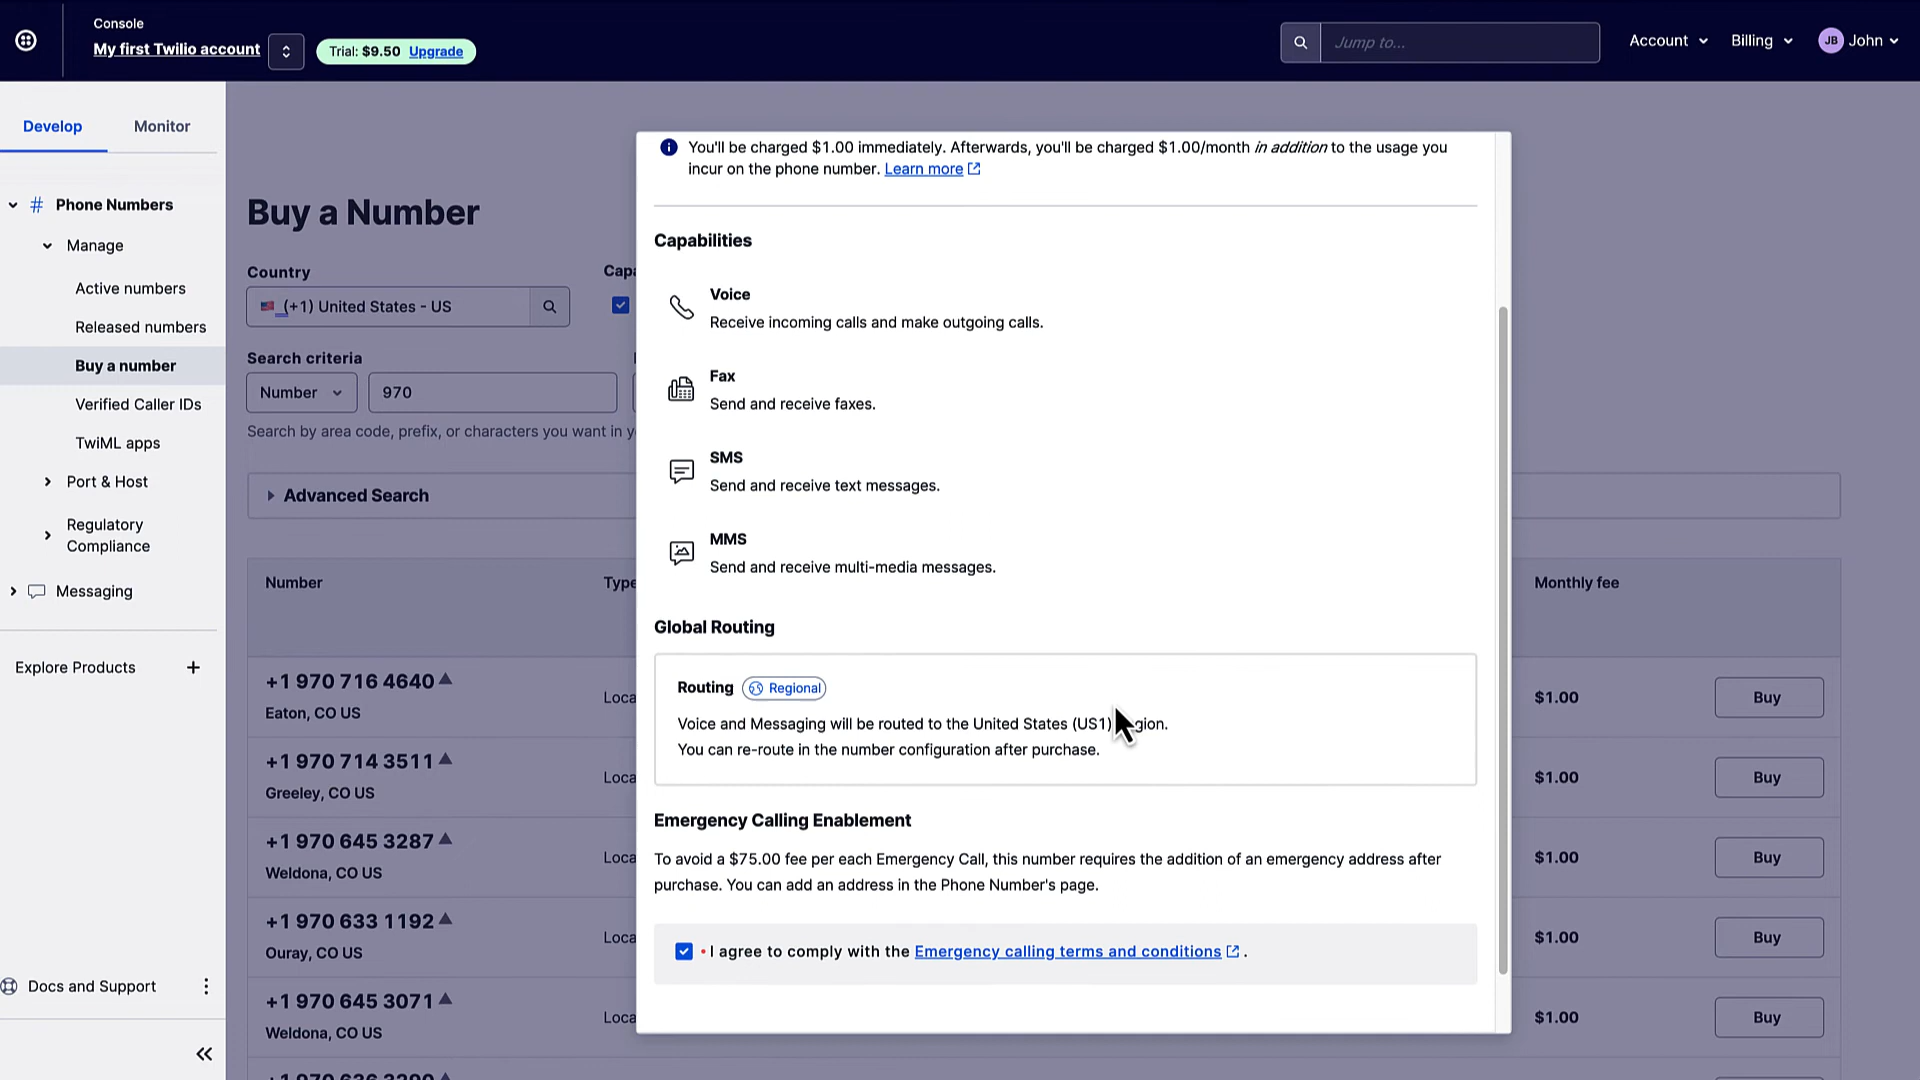 Console
My first Twilio account
Trial: $9.50 Upgrade
Jump to...
Account
Billing
JB John
Develop
Monitor
# Phone Numbers
Manage
Active numbers
Released numbers
Buy a number
Verified Caller IDs
TwiML apps
Port & Host
Regulatory
Compliance
Messaging
Explore Products +
Docs and Support
Buy a Number
Country
(+1) United States - US
Search criteria
Number
970
Search by area code, prefix, or characters you want in
Advanced Search
Number
Monthly fee
+1 970 716 4640
Eaton, CO US
$1.00
Buy
+1 970 714 3511
Greeley, CO US
$1.00
Buy
+1 970 645 3287
Weldona, CO US
$1.00
Buy
+1 970 633 1192
Ouray, CO US
$1.00
Buy
+1 970 645 3071
Weldona, CO US
$1.00
Buy
You'll be charged $1.00 immediately. Afterwards, you'll be charged $1.00/month in addition to the usage you
incur on the phone number. Learn more
Capabilities
Voice
Receive incoming calls and make outgoing calls.
Fax
Send and receive faxes.
SMS
Send and receive text messages.
MMS
Send and receive multi-media messages.
Global Routing
Routing Regional
Voice and Messaging will be routed to the United States (US1)
You can re-route in the number configuration after purchase.
Emergency Calling Enablement
To avoid a $75.00 fee per each Emergency Call, this number requires the addition of an emergency address after
purchase. You can add an address in the Phone Number's page.
• I agree to comply with the Emergency calling terms and conditions .